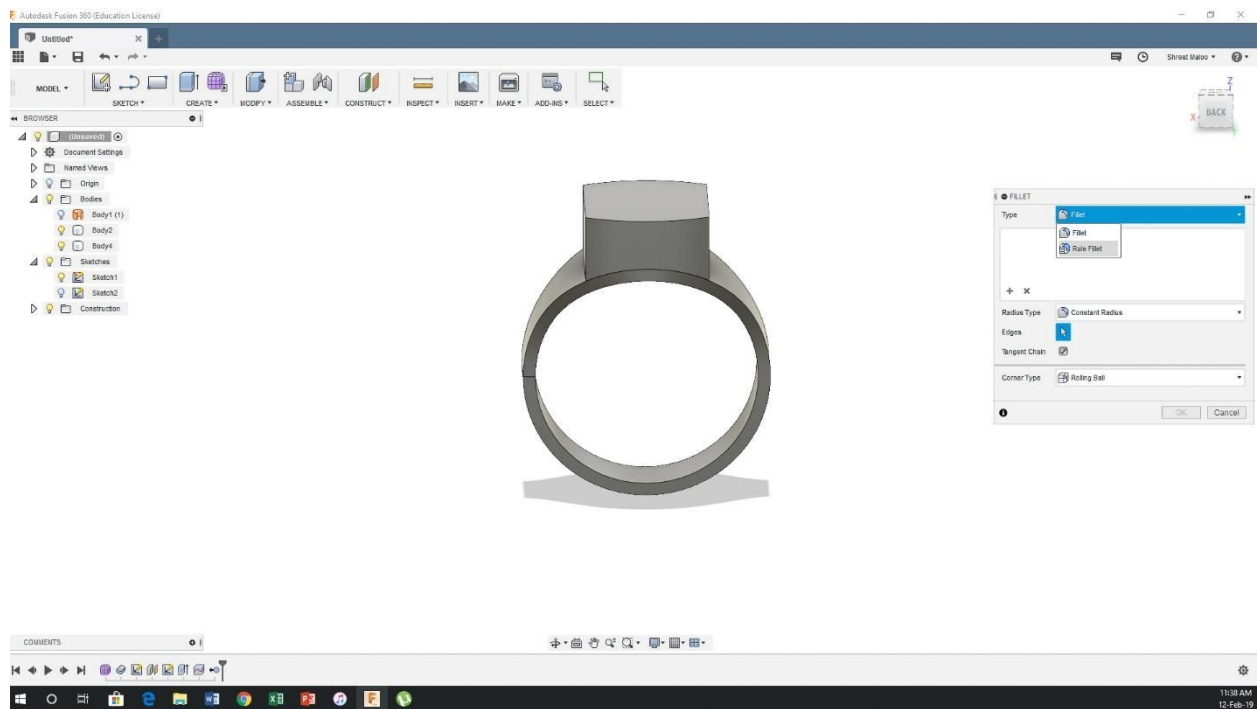 Autodesk Fusion 360 (Education License)
Untitled*
Shreet Maloo
MODEL
SKETCH
CREATE
MODIFY
ASSEMBLE
CONSTRUCT
INSPECT
INSERT
MAKE
ADD-INS
SELECT
Z
X
BACK
BROWSER
(Unsaved)
Document Settings
Named Views
Origin
Bodies
Body1 (1)
Body2
Body4
Sketches
Sketch1
Sketch2
Construction
FILLET
Type
Fillet
Fillet
Rule Fillet
Radius Type
Constant Radius
Edges
Tangent Chain
Corner Type
Rolling Ball
OK
Cancel
COMMENTS
11:38 AM
12-Feb-19